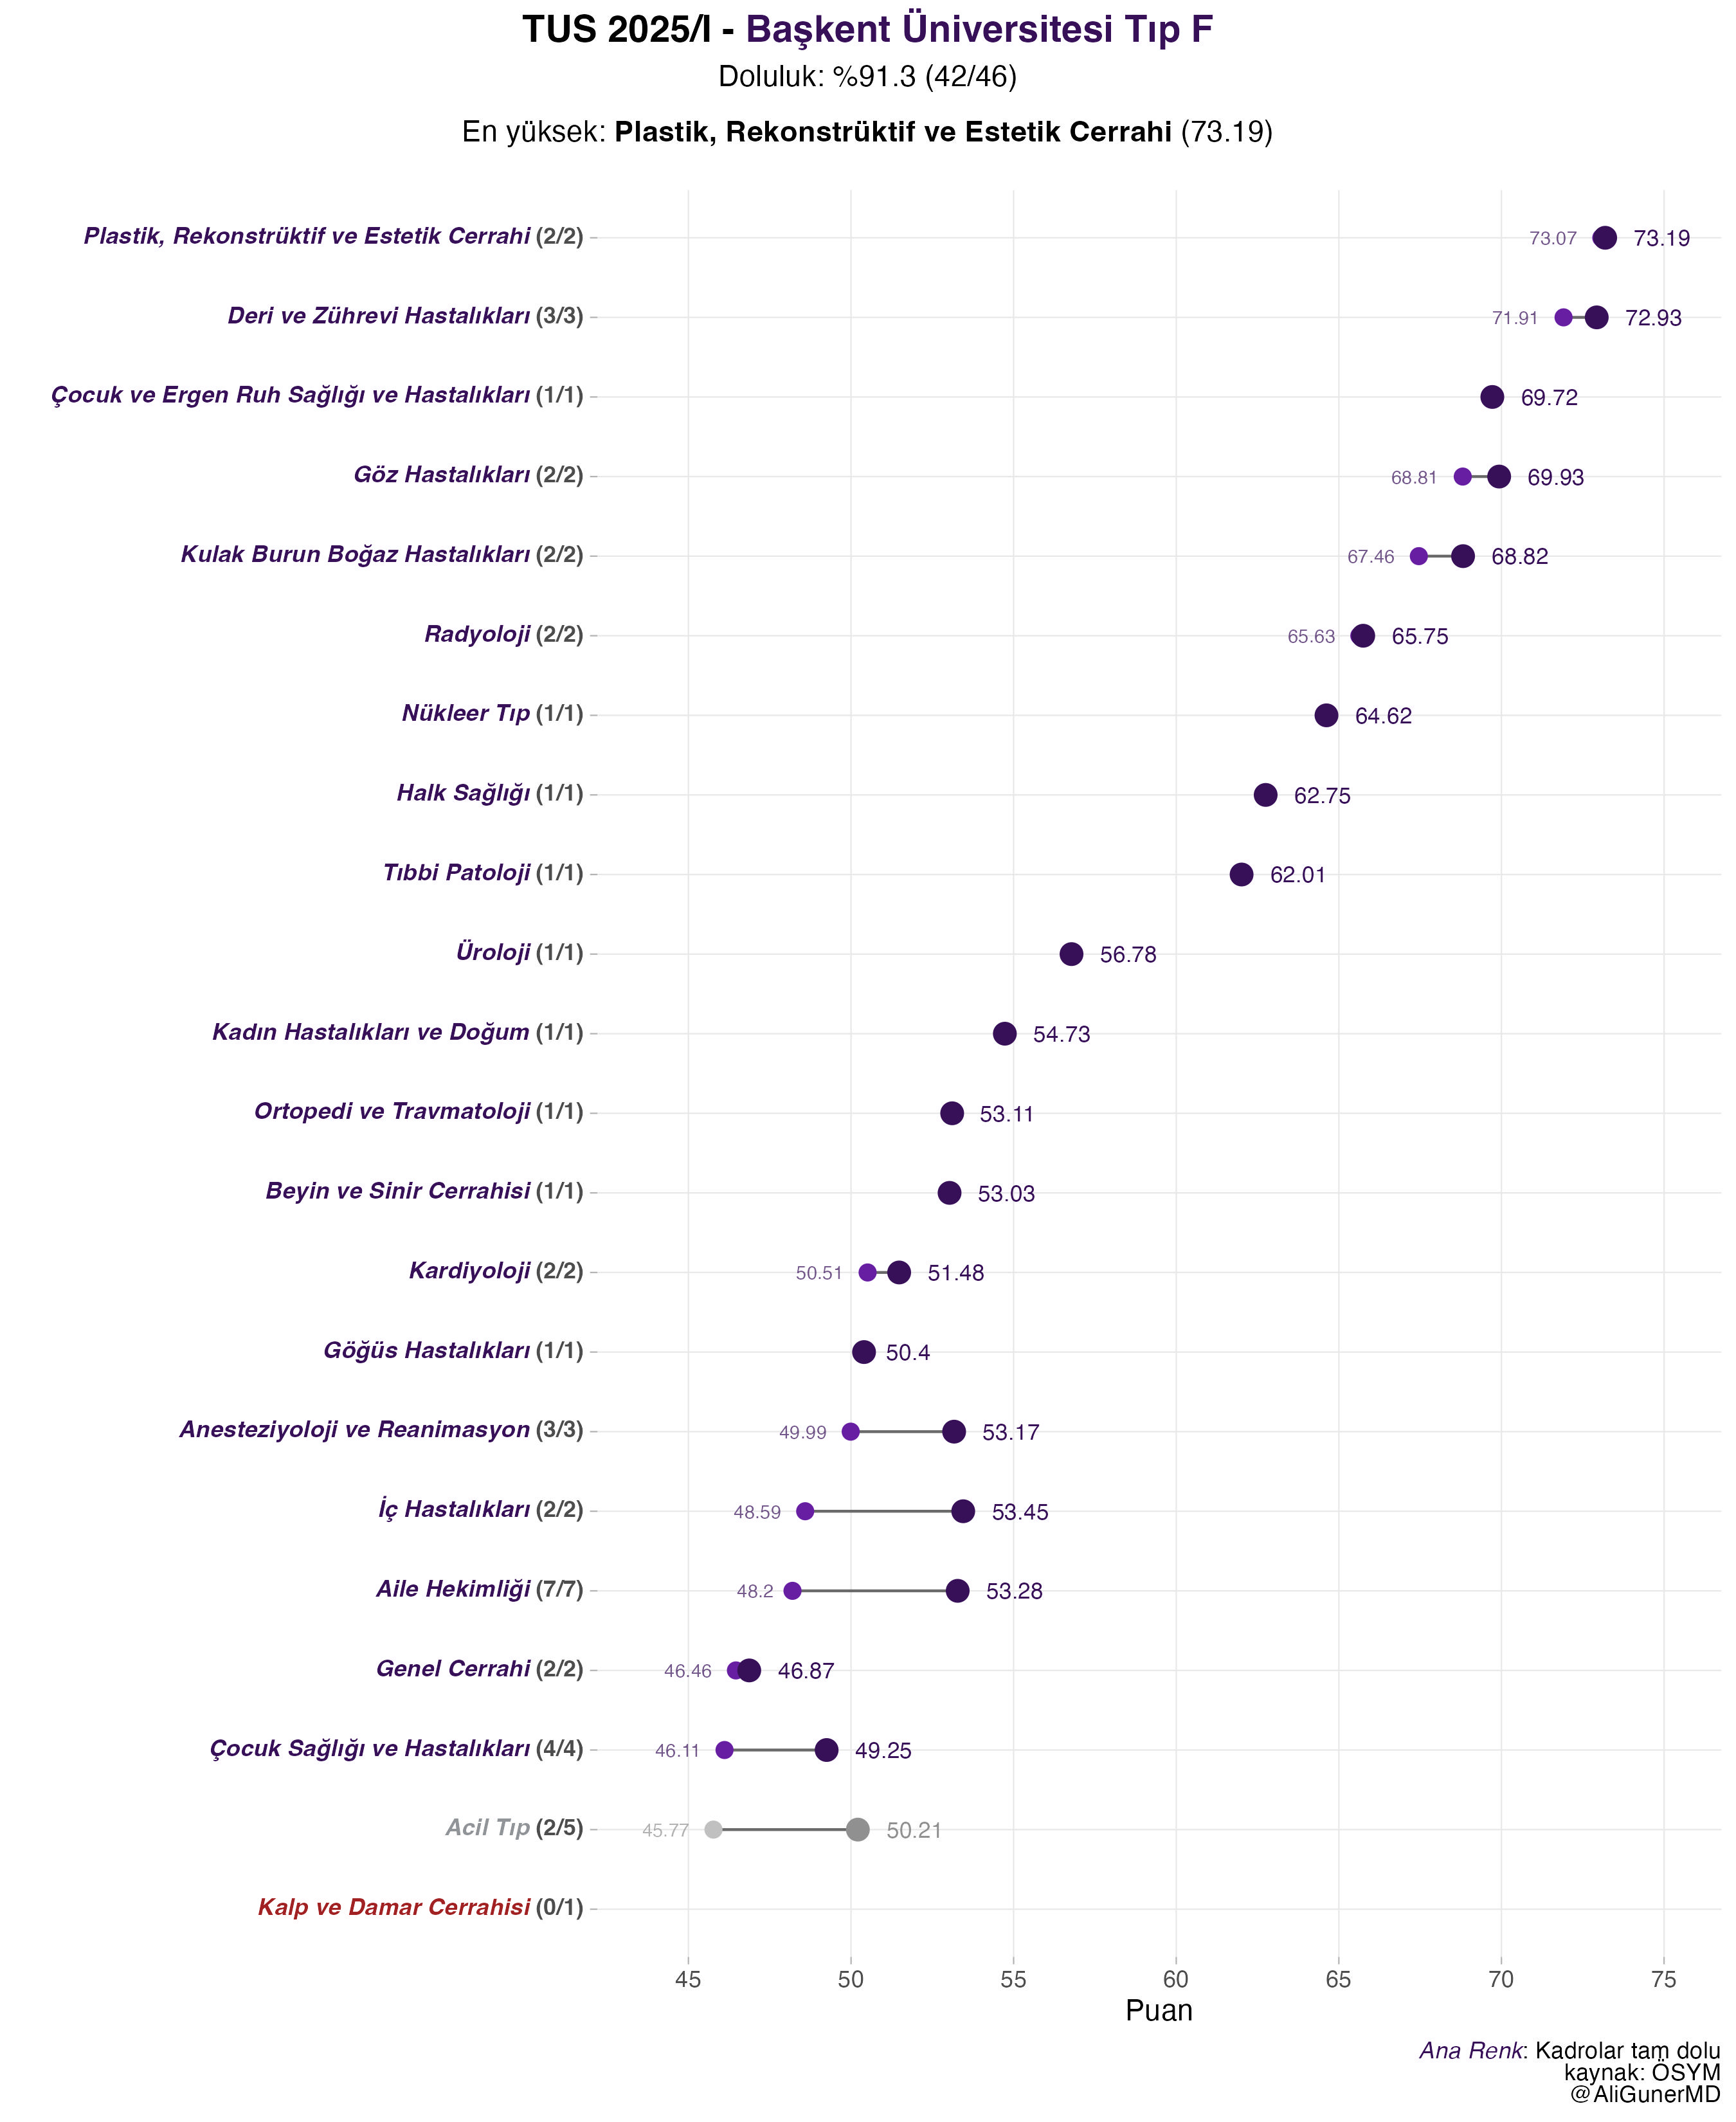 TUS 2025/I - Başkent Üniversitesi Tıp F
Doluluk: %91.3 (42/46)
En yüksek: Plastik, Rekonstrüktif ve Estetik Cerrahi (73.19)
Plastik, Rekonstrüktif ve Estetik Cerrahi (2/2) 73.07 73.19
Deri ve Zührevi Hastalıkları (3/3) 71.91 72.93
Çocuk ve Ergen Ruh Sağlığı ve Hastalıkları (1/1) 69.72
Göz Hastalıkları (2/2) 68.81 69.93
Kulak Burun Boğaz Hastalıkları (2/2) 67.46 68.82
Radyoloji (2/2) 65.63 65.75
Nükleer Tıp (1/1) 64.62
Halk Sağlığı (1/1) 62.75
Tıbbi Patoloji (1/1) 62.01
Üroloji (1/1) 56.78
Kadın Hastalıkları ve Doğum (1/1) 54.73
Ortopedi ve Travmatoloji (1/1) 53.11
Beyin ve Sinir Cerrahisi (1/1) 53.03
Kardiyoloji (2/2) 50.51 51.48
Göğüs Hastalıkları (1/1) 50.4
Anesteziyoloji ve Reanimasyon (3/3) 49.99 53.17
İç Hastalıkları (2/2) 48.59 53.45
Aile Hekimliği (7/7) 48.2 53.28
Genel Cerrahi (2/2) 46.46 46.87
Çocuk Sağlığı ve Hastalıkları (4/4) 46.11 49.25
Acil Tıp (2/5) 45.77 50.21
Kalp ve Damar Cerrahisi (0/1)
45 50 55 60 65 70 75
Puan
Ana Renk: Kadrolar tam dolu
kaynak: ÖSYM
@AliGunerMD